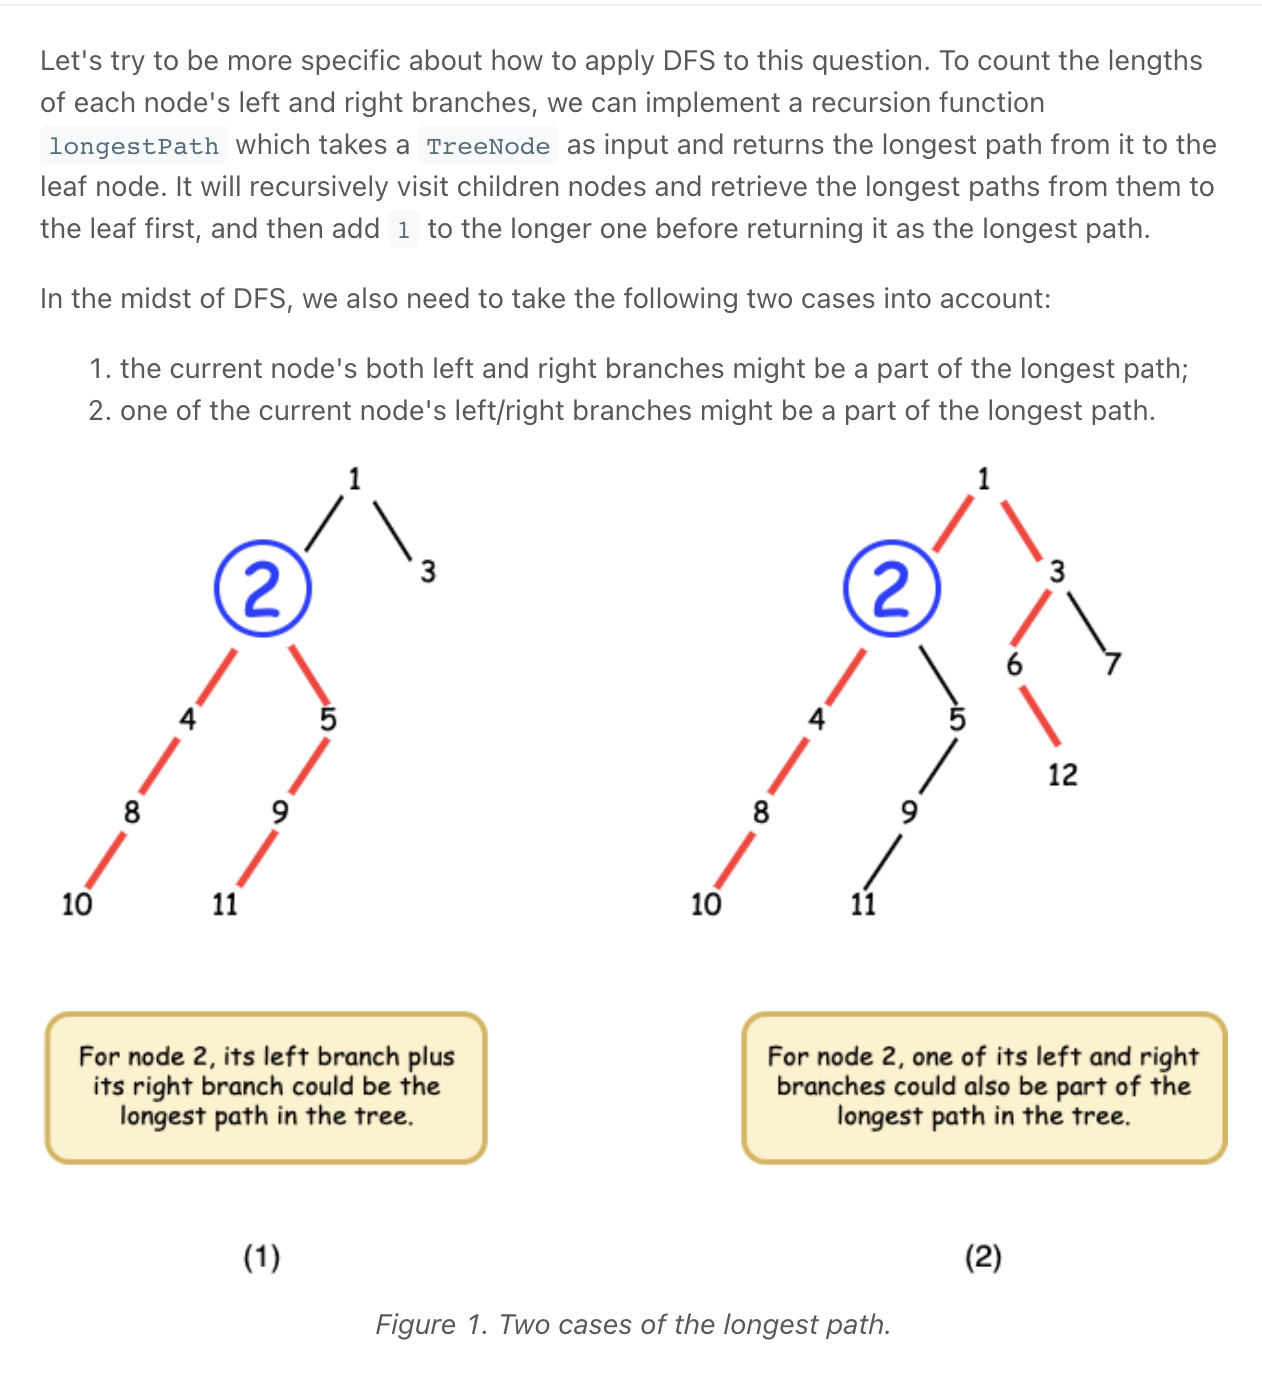 Let's try to be more specific about how to apply DFS to this question. To count the lengths
of each node's left and right branches, we can implement a recursion function
longestPath which takes a TreeNode as input and returns the longest path from it to the
leaf node. It will recursively visit children nodes and retrieve the longest paths from them to
the leaf first, and then add 1 to the longer one before returning it as the longest path.
In the midst of DFS, we also need to take the following two cases into account:
1. the current node's both left and right branches might be a part of the longest path;
2. one of the current node's left/right branches might be a part of the longest path.
1
2
3
4
5
8
9
10
11
1
2
3
6
7
4
5
12
8
9
10
11
For node 2, its left branch plus
its right branch could be the
longest path in the tree.
For node 2, one of its left and right
branches could also be part of the
longest path in the tree.
(1)
(2)
Figure 1. Two cases of the longest path.